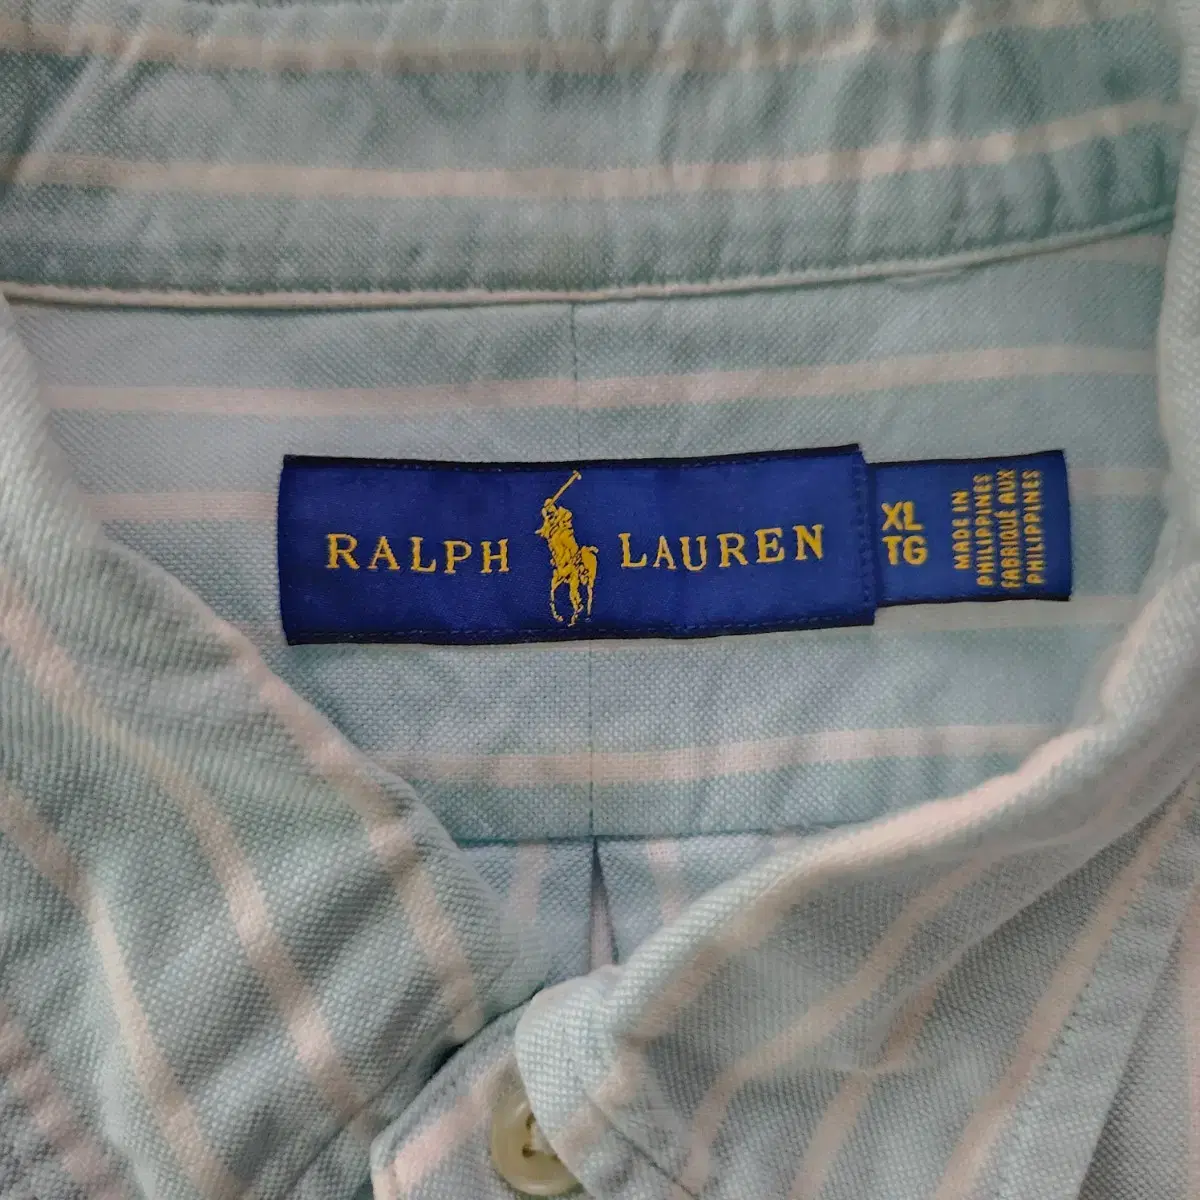 RALPH LAUREN
XL
TG
MADE IN
PHILIPPINES
FABRIQUÉ AUX
PHILIPPINES